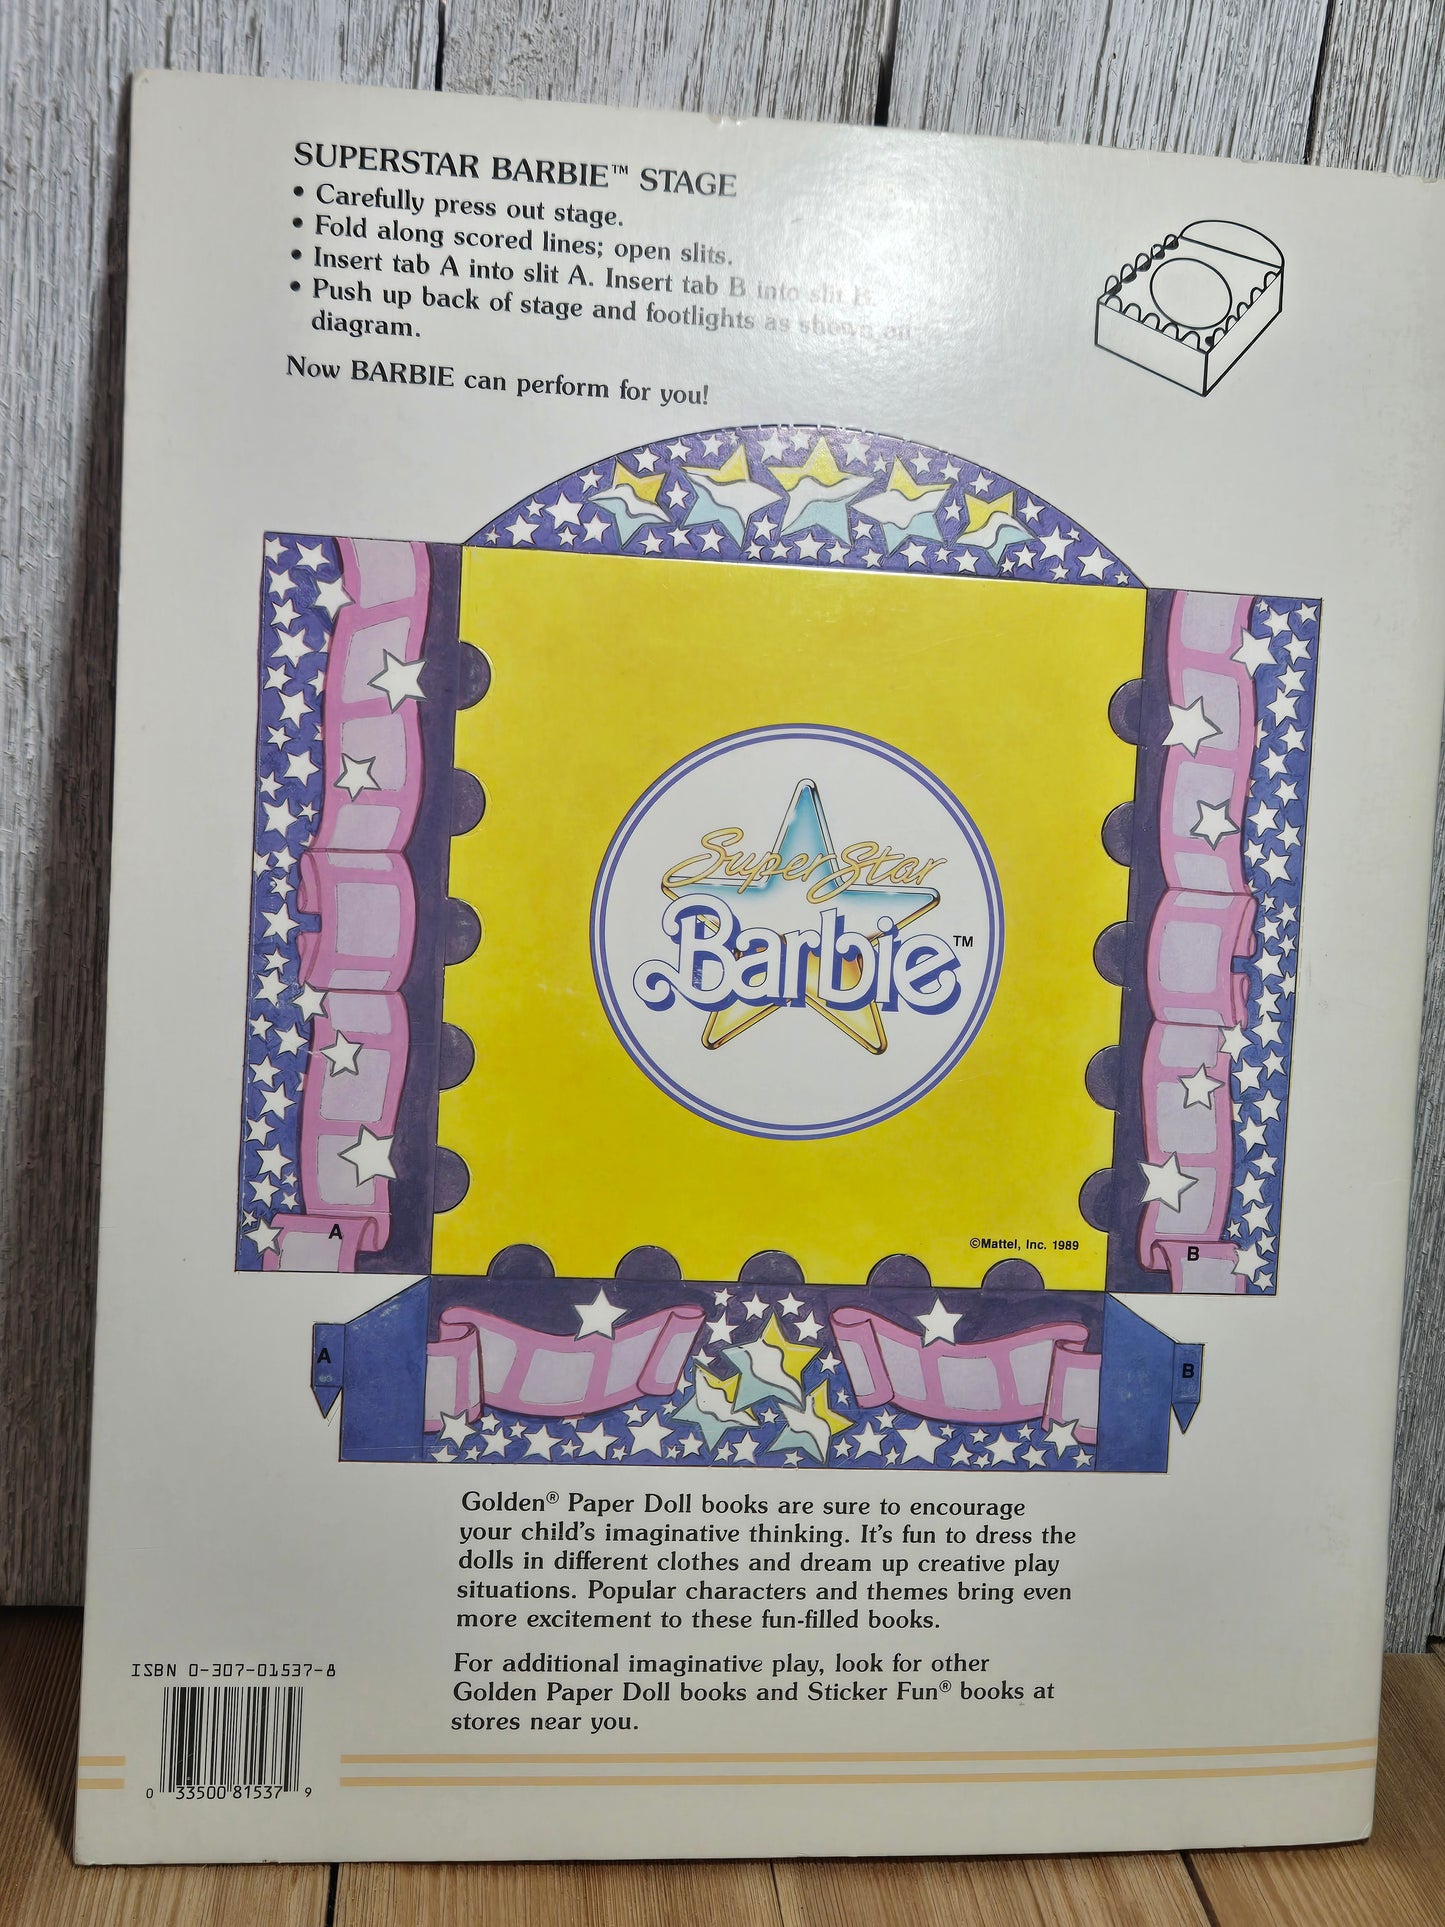 SUPERSTAR BARBIE™ STAGE
• Carefully press out stage.
• Fold along scored lines; open slits.
• Insert tab A into slit A. Insert tab B into slit B.
• Push up back of stage and footlights as shown on
diagram.
Now BARBIE can perform for you!
SuperStar
Barbie™
©Mattel, Inc. 1989
A
B
A
B
Golden® Paper Doll books are sure to encourage
your child's imaginative thinking. It's fun to dress the
dolls in different clothes and dream up creative play
situations. Popular characters and themes bring even
more excitement to these fun-filled books.
For additional imaginative play, look for other
Golden Paper Doll books and Sticker Fun® books at
stores near you.
ISBN 0-307-01537-8
0 33500 81537 9